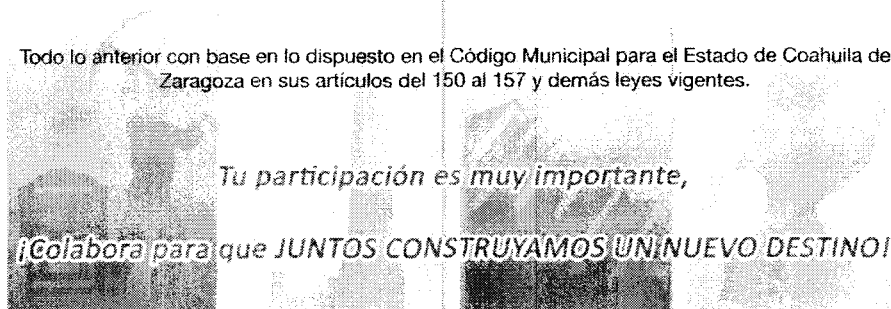 Todo lo anterior con base en lo dispuesto en el Código Municipal para el Estado de Coahuila de
Zaragoza en sus artículos del 150 al 157 y demás leyes vigentes.
Tu participación es muy importante,
¡Colabora para que JUNTOS CONSTRUYAMOS UN NUEVO DESTINO!